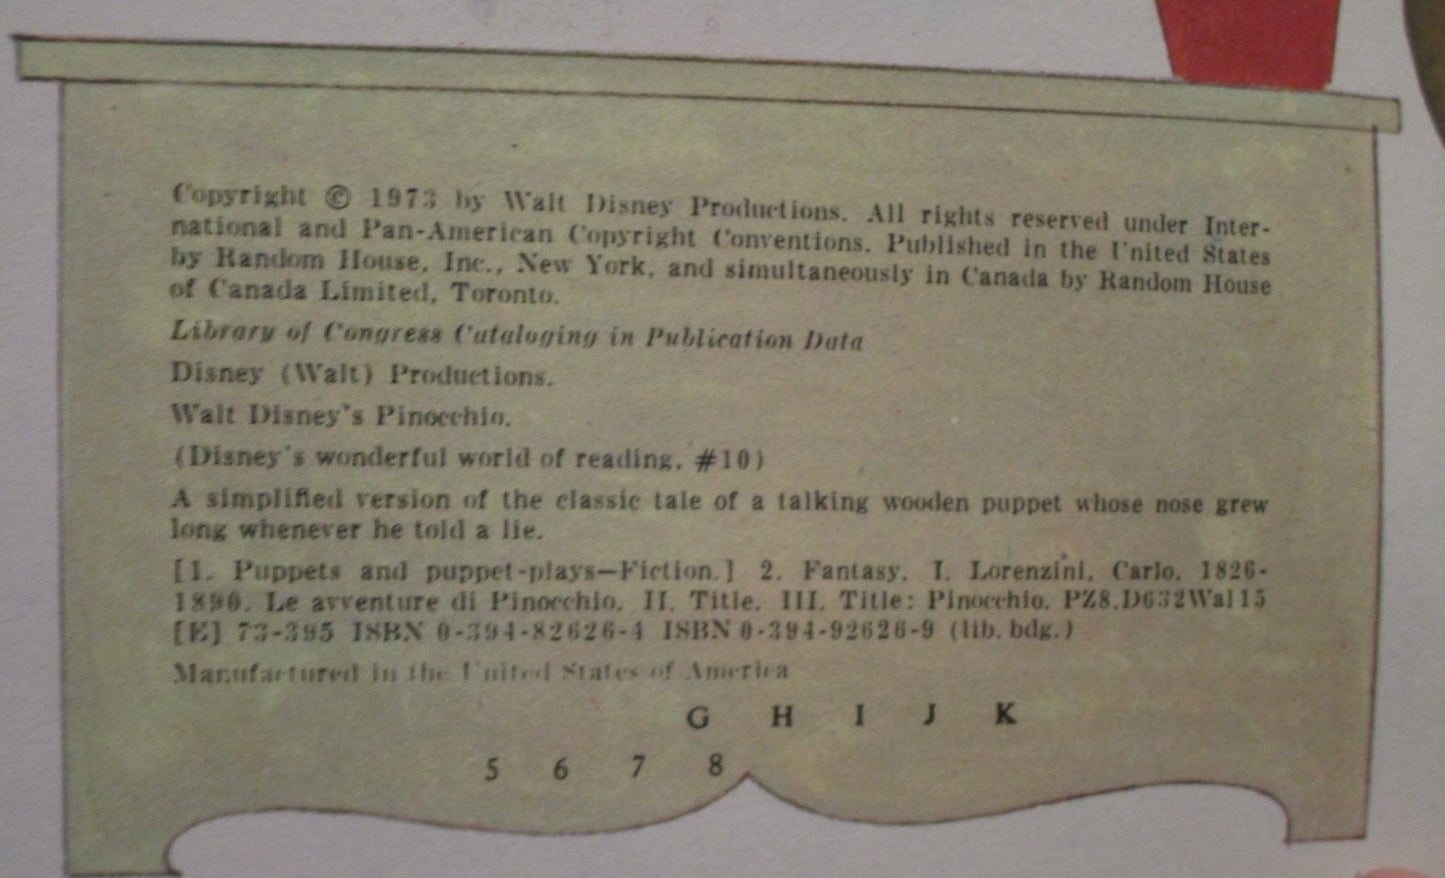 Copyright © 1973 by Walt Disney Productions. All rights reserved under Inter-
national and Pan-American Copyright Conventions. Published in the United States
by Random House, Inc., New York, and simultaneously in Canada by Random House
of Canada Limited, Toronto.
Library of Congress Cataloging in Publication Data
Disney (Walt) Productions.
Walt Disney's Pinocchio.
(Disney's wonderful world of reading, #10)
A simplified version of the classic tale of a talking wooden puppet whose nose grew
long whenever he told a lie.
[1. Puppets and puppet-plays—Fiction.] 2. Fantasy. I. Lorenzini, Carlo, 1826-
1890. Le avventure di Pinocchio. II. Title. III. Title: Pinocchio. PZ8.D632Wal15
[E] 73-395 ISBN 0-394-82626-4 ISBN 0-394-92626-9 (lib. bdg.)
Manufactured in the United States of America
G H I J K
5 6 7 8